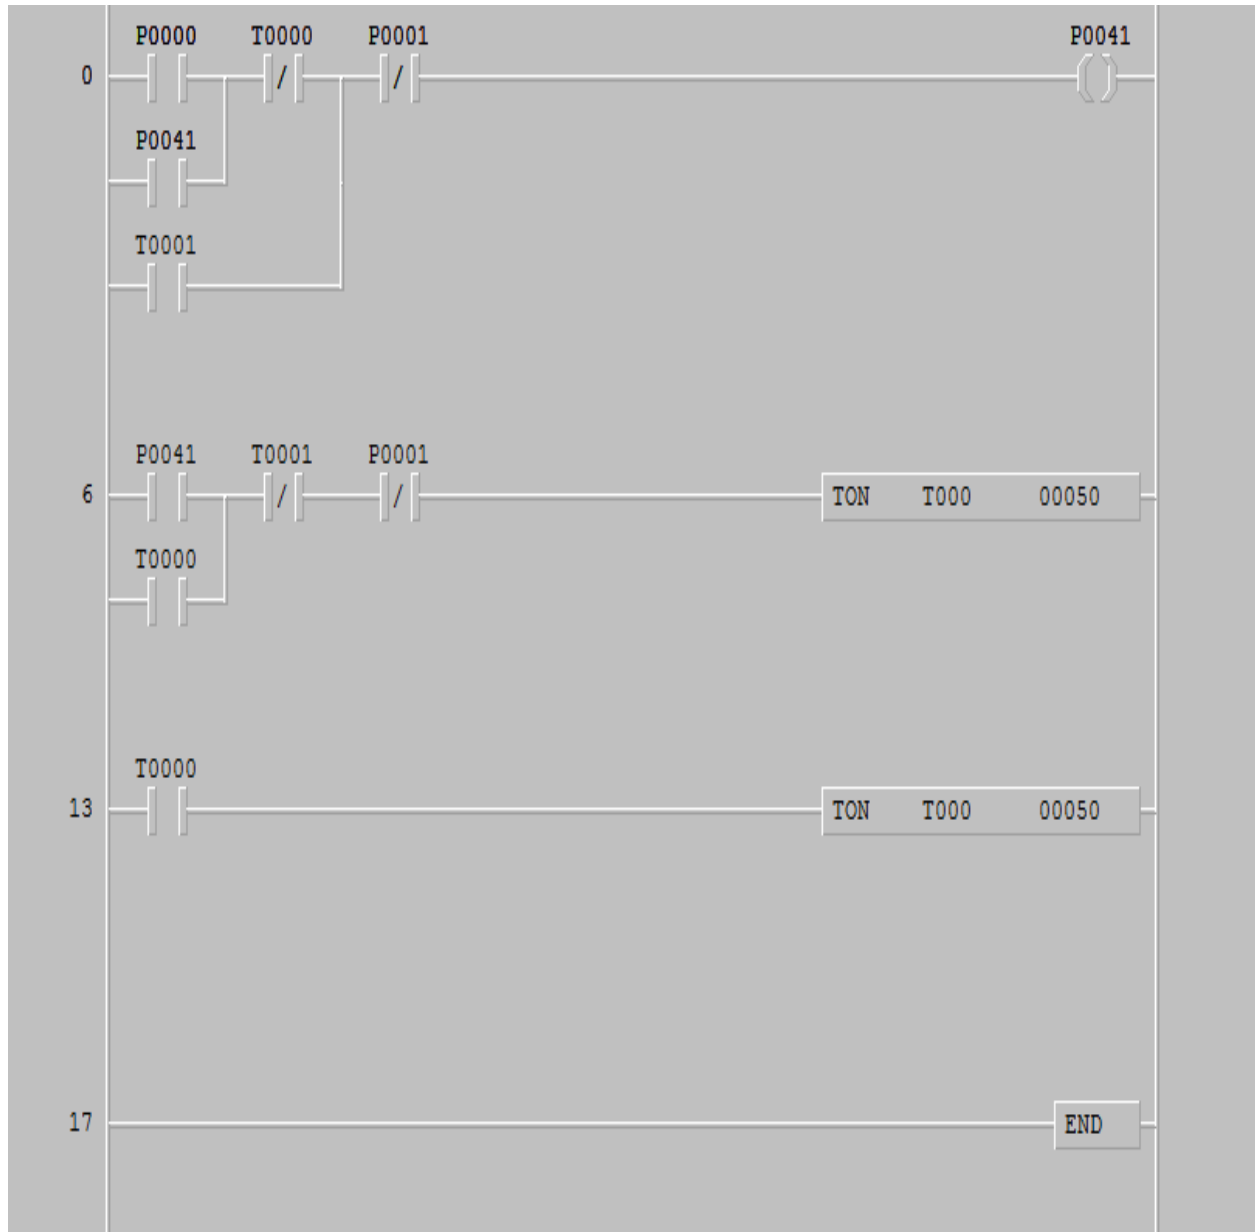 P0000 T0000 P0001 P0041
0 / /
P0041
T0001
P0041 T0001 P0001
6 / / TON T000 00050
T0000
T0000
13 TON T000 00050
17 END